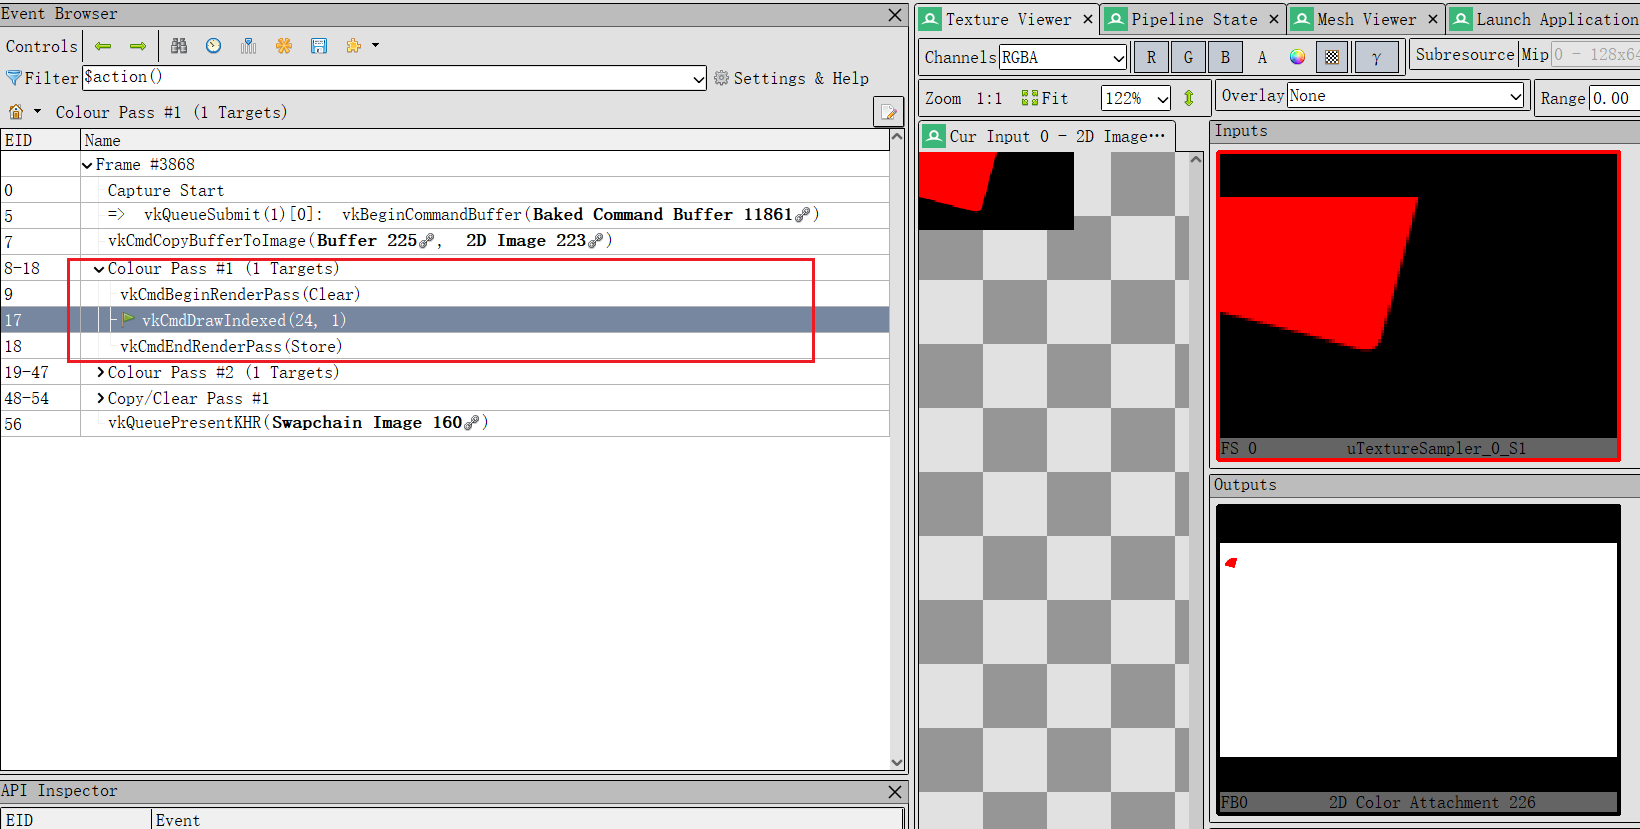 Event Browser
Controls
Filter $action() Settings & Help
Colour Pass #1 (1 Targets)
EID Name
Frame #3868
0 Capture Start
5 => vkQueueSubmit(1)[0]: vkBeginCommandBuffer(Baked Command Buffer 11861)
7 vkCmdCopyBufferToImage(Buffer 225, 2D Image 223)
8-18 Colour Pass #1 (1 Targets)
9 vkCmdBeginRenderPass(Clear)
17 vkCmdDrawIndexed(24, 1)
18 vkCmdEndRenderPass(Store)
19-47 Colour Pass #2 (1 Targets)
48-54 Copy/Clear Pass #1
56 vkQueuePresentKHR(Swapchain Image 160)
API Inspector
EID Event
Texture Viewer Pipeline State Mesh Viewer Launch Application
Channels RGBA R G B A γ Subresource Mip 0 - 128x64
Zoom 1:1 Fit 122% Overlay None Range 0.00
Cur Input 0 - 2D Image...
Inputs
FS 0 uTextureSampler_0_S1
Outputs
FB0 2D Color Attachment 226